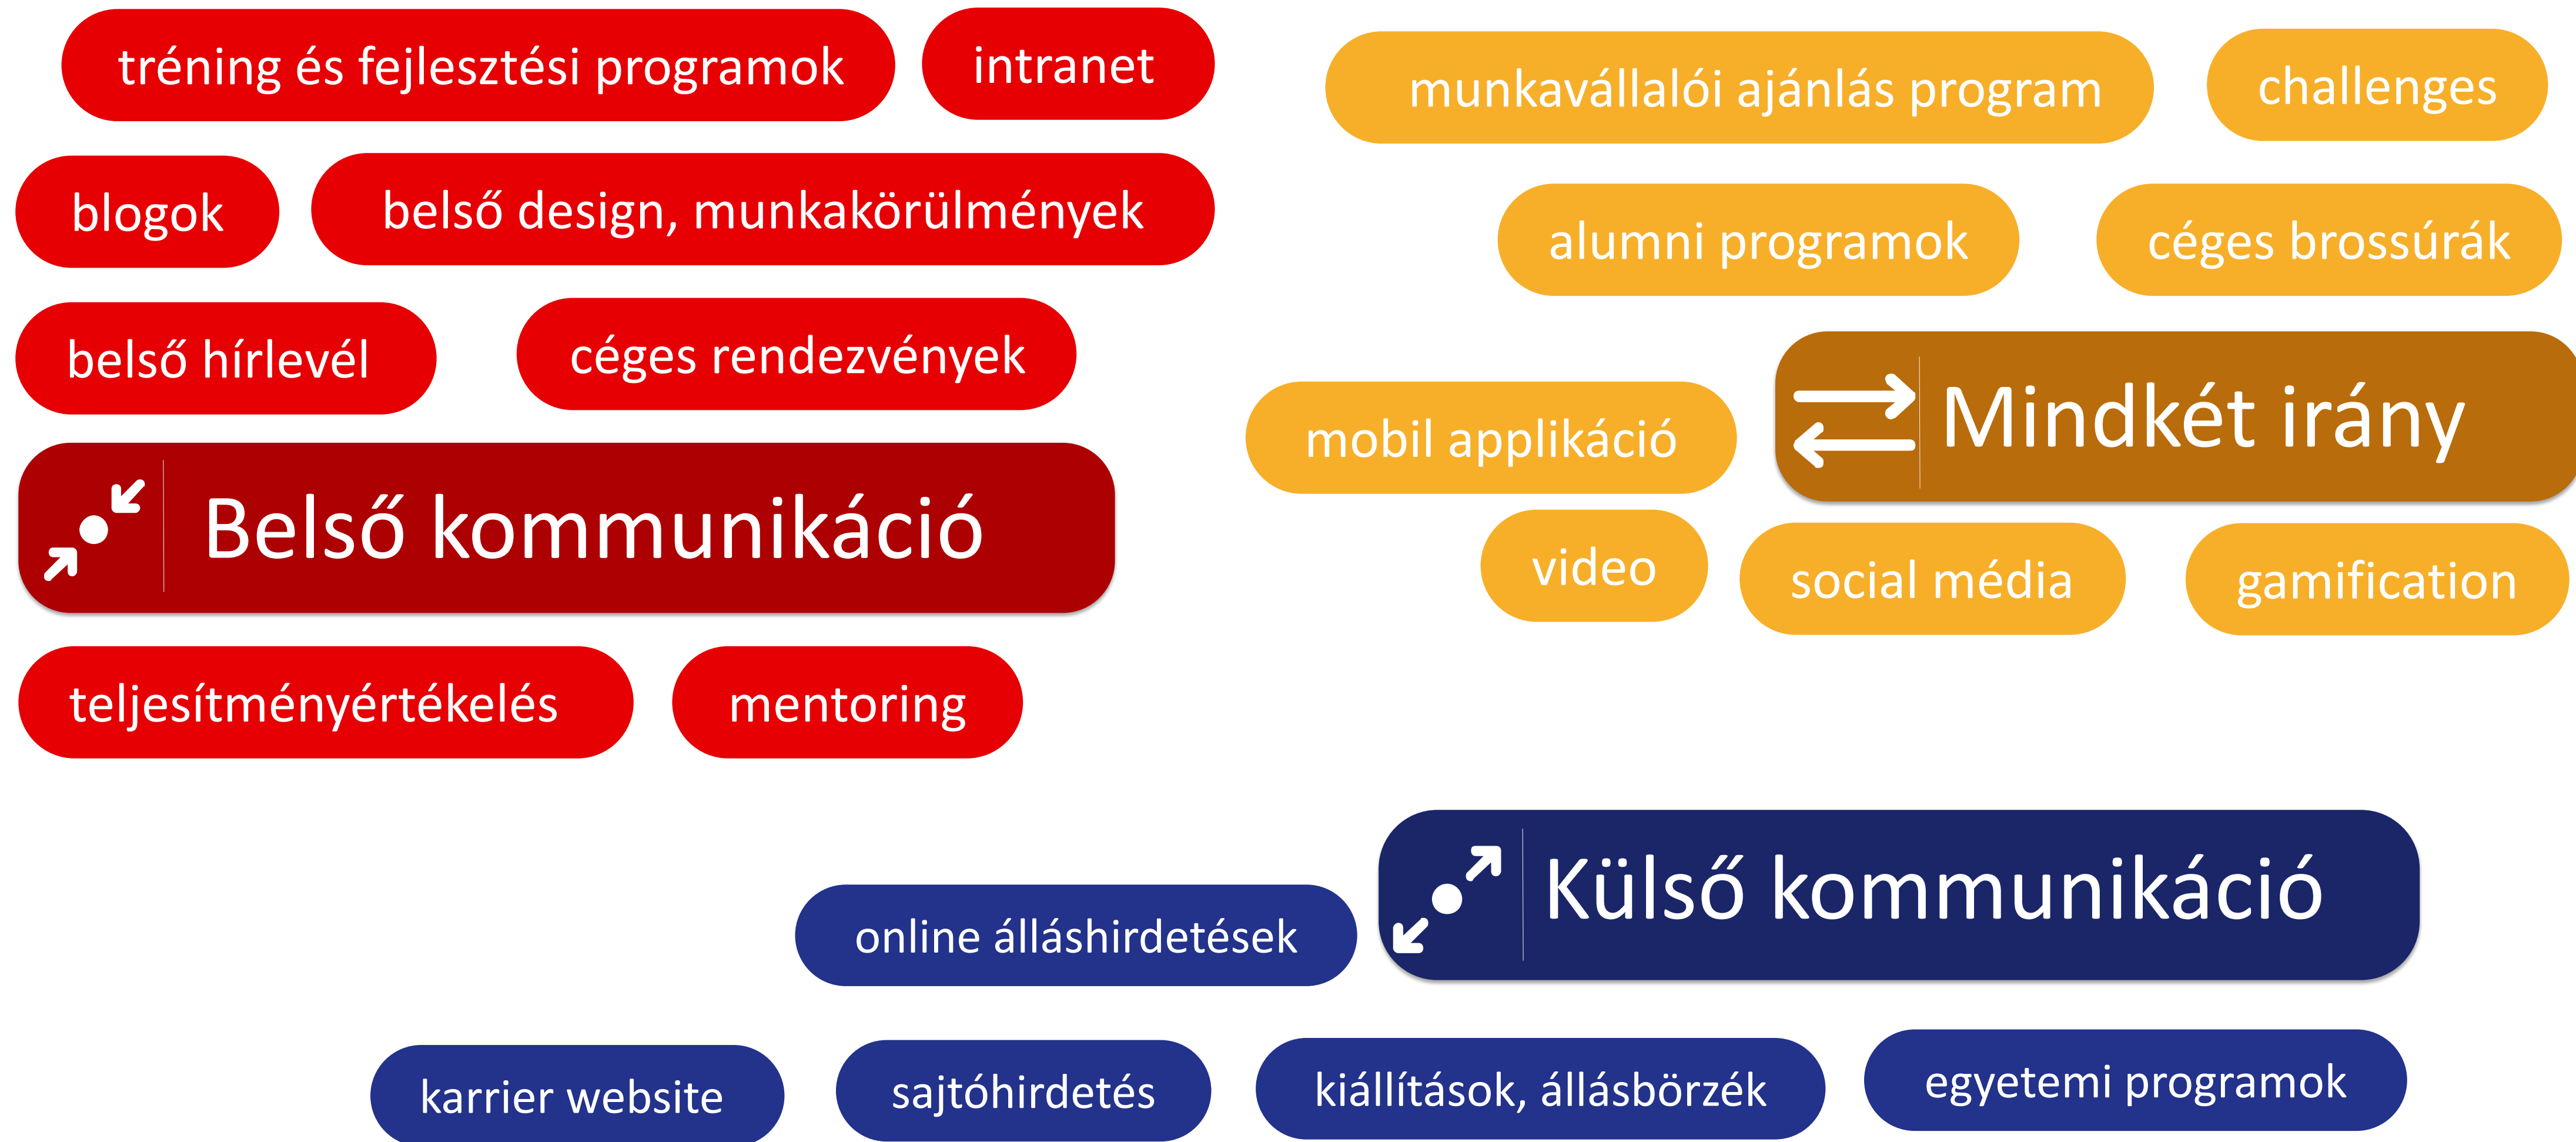 tréning és fejlesztési programok
intranet
blogok
belső design, munkakörülmények
belső hírlevél
céges rendezvények
Belső kommunikáció
teljesítményértékelés
mentoring
munkavállalói ajánlás program
challenges
alumni programok
céges brossúrák
mobil applikáció
Mindkét irány
video
social média
gamification
Külső kommunikáció
online álláshirdetések
karrier website
sajtóhirdetés
kiállítások, állásbörzék
egyetemi programok